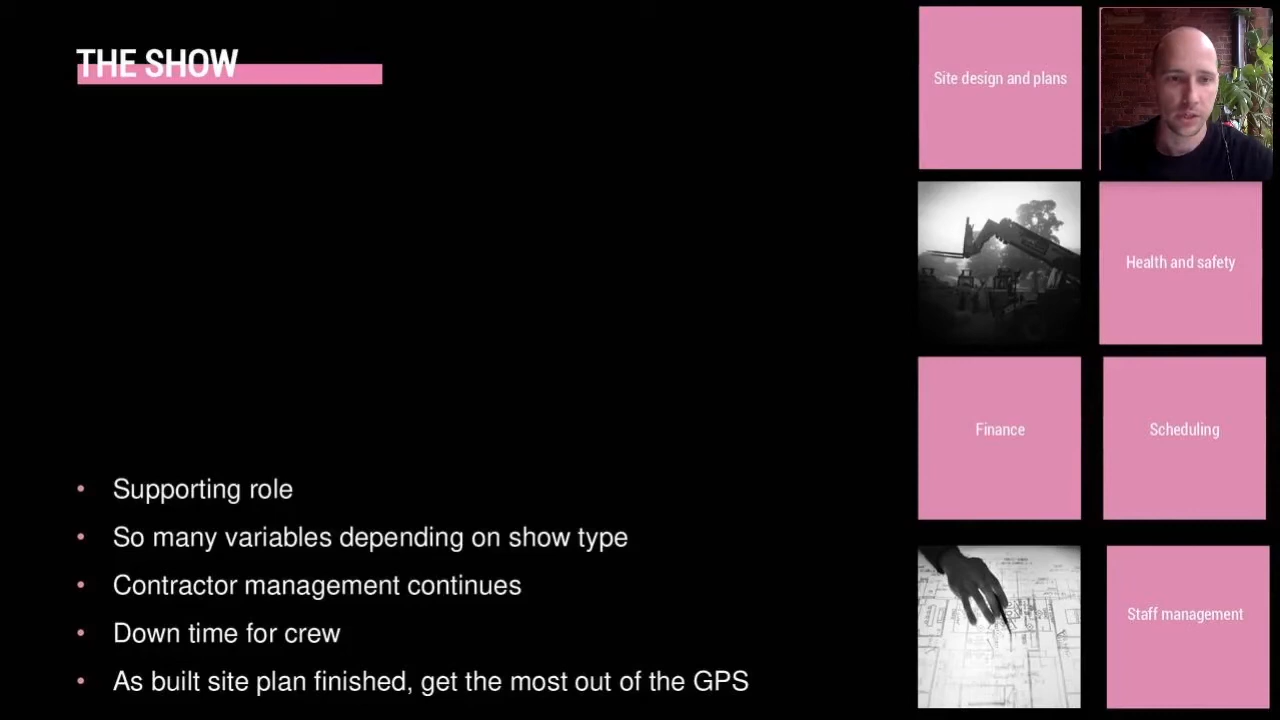 THE SHOW
Site design and plans
Health and safety
Finance
Scheduling
Staff management
• Supporting role
• So many variables depending on show type
• Contractor management continues
• Down time for crew
• As built site plan finished, get the most out of the GPS